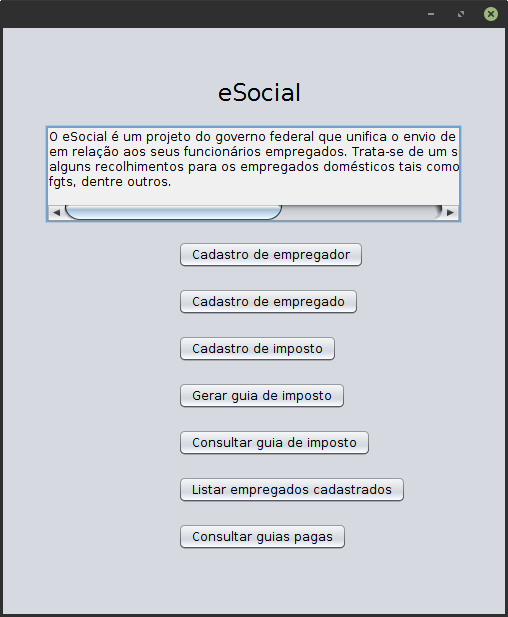 eSocial
O eSocial é um projeto do governo federal que unifica o envio de
em relação aos seus funcionários empregados. Trata-se de um s
alguns recolhimentos para os empregados domésticos tais como
fgts, dentre outros.
Cadastro de empregador
Cadastro de empregado
Cadastro de imposto
Gerar guia de imposto
Consultar guia de imposto
Listar empregados cadastrados
Consultar guias pagas